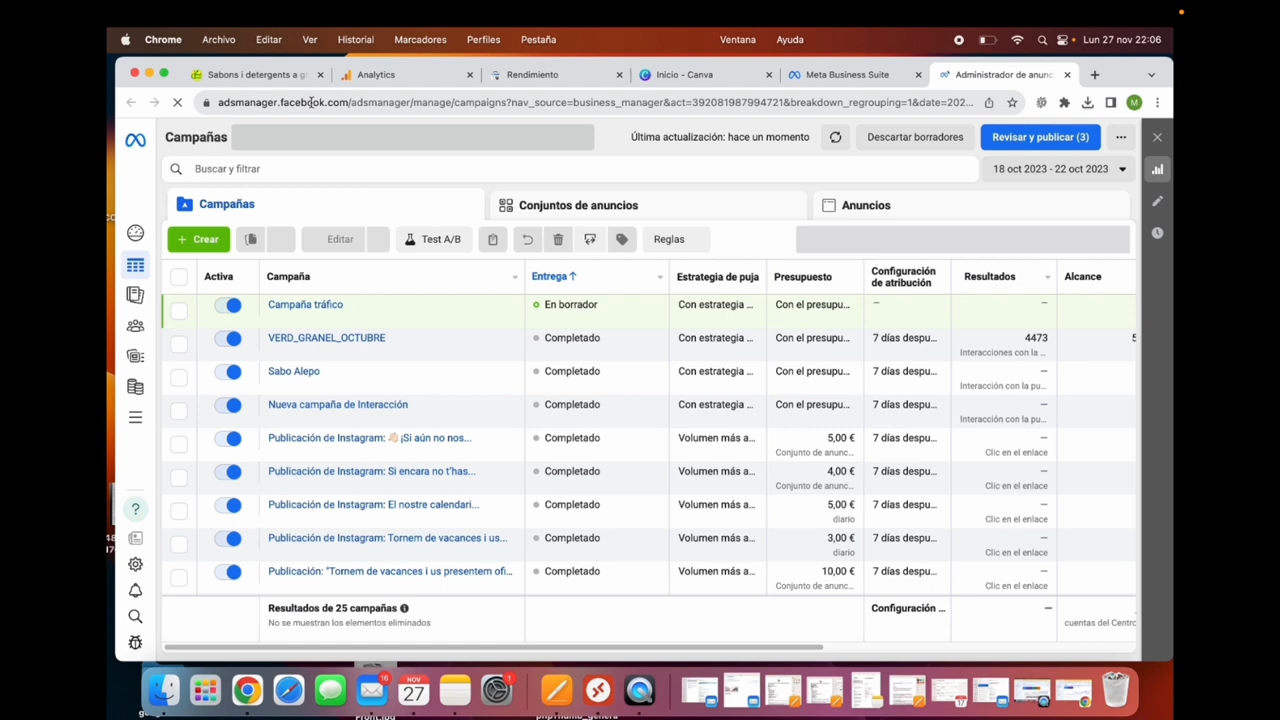 Chrome Archivo Editar Ver Historial Marcadores Perfiles Pestaña Ventana Ayuda Lun 27 nov 22:06
Sabons i detergents a g Analytics Rendimiento Inicio - Canva Meta Business Suite Administrador de anunc
adsmanager.facebook.com/adsmanager/manage/campaigns?nav_source=business_manager&act=392081987994721&breakdown_regrouping=1&date=202... M
Campañas Última actualización: hace un momento Descartar borradores Revisar y publicar (3)
Buscar y filtrar 18 oct 2023 - 22 oct 2023
Campañas Conjuntos de anuncios Anuncios
+ Crear Editar Test A/B Reglas
Activa Campaña Entrega ↑ Estrategia de puja Presupuesto Configuración de atribución Resultados Alcance
Campaña tráfico En borrador Con estrategia ... Con el presupu... — —
VERD_GRANEL_OCTUBRE Completado Con estrategia ... Con el presupu... 7 días despu... 4473 5
Interacciones con la ...
Sabo Alepo Completado Con estrategia ... Con el presupu... 7 días despu... —
Interacción con la pu...
Nueva campaña de Interacción Completado Con estrategia ... Con el presupu... 7 días despu... —
Interacción con la pu...
Publicación de Instagram: 👋🏻 ¡Si aún no nos... Completado Volumen más a... 5,00 € 7 días despu... —
Conjunto de anunc... Clic en el enlace
Publicación de Instagram: Si encara no t'has... Completado Volumen más a... 4,00 € 7 días despu... —
Conjunto de anunc... Clic en el enlace
Publicación de Instagram: El nostre calendari... Completado Volumen más a... 5,00 € 7 días despu... —
diario Clic en el enlace
Publicación de Instagram: Tornem de vacances i us... Completado Volumen más a... 3,00 € 7 días despu... —
diario Clic en el enlace
Publicación: "Tornem de vacances i us presentem ofi... Completado Volumen más a... 10,00 € 7 días despu... —
Conjunto de anunc... Clic en el enlace
Resultados de 25 campañas Configuración ... —
No se muestran los elementos eliminados cuentas del Centro
16 NOV 27 1 17
Front.jpg